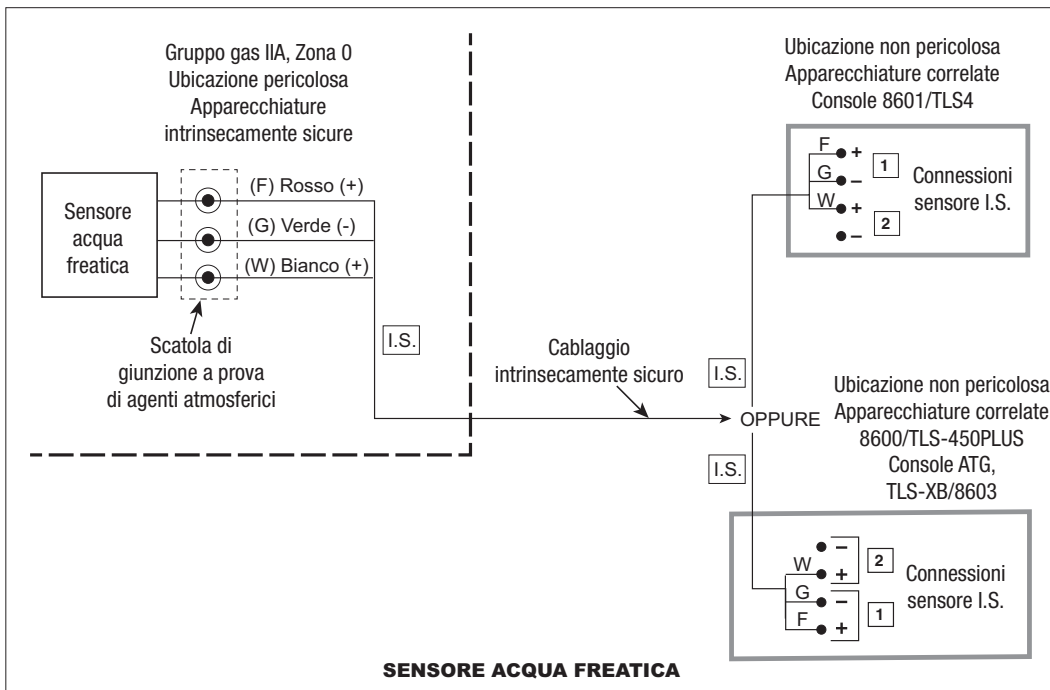 Gruppo gas IIA, Zona 0
Ubicazione pericolosa
Apparecchiature
intrinsecamente sicure
Sensore
acqua
freatica
(F) Rosso (+)
(G) Verde (-)
(W) Bianco (+)
Scatola di
giunzione a prova
di agenti atmosferici
I.S.
Cablaggio
intrinsecamente sicuro
I.S.
OPPURE
I.S.
Ubicazione non pericolosa
Apparecchiature correlate
Console 8601/TLS4
F +
G –
W +
–
1
2
Connessioni
sensore I.S.
Ubicazione non pericolosa
Apparecchiature correlate
8600/TLS-450PLUS
Console ATG,
TLS-XB/8603
–
W +
G –
F +
2
1
Connessioni
sensore I.S.
SENSORE ACQUA FREATICA